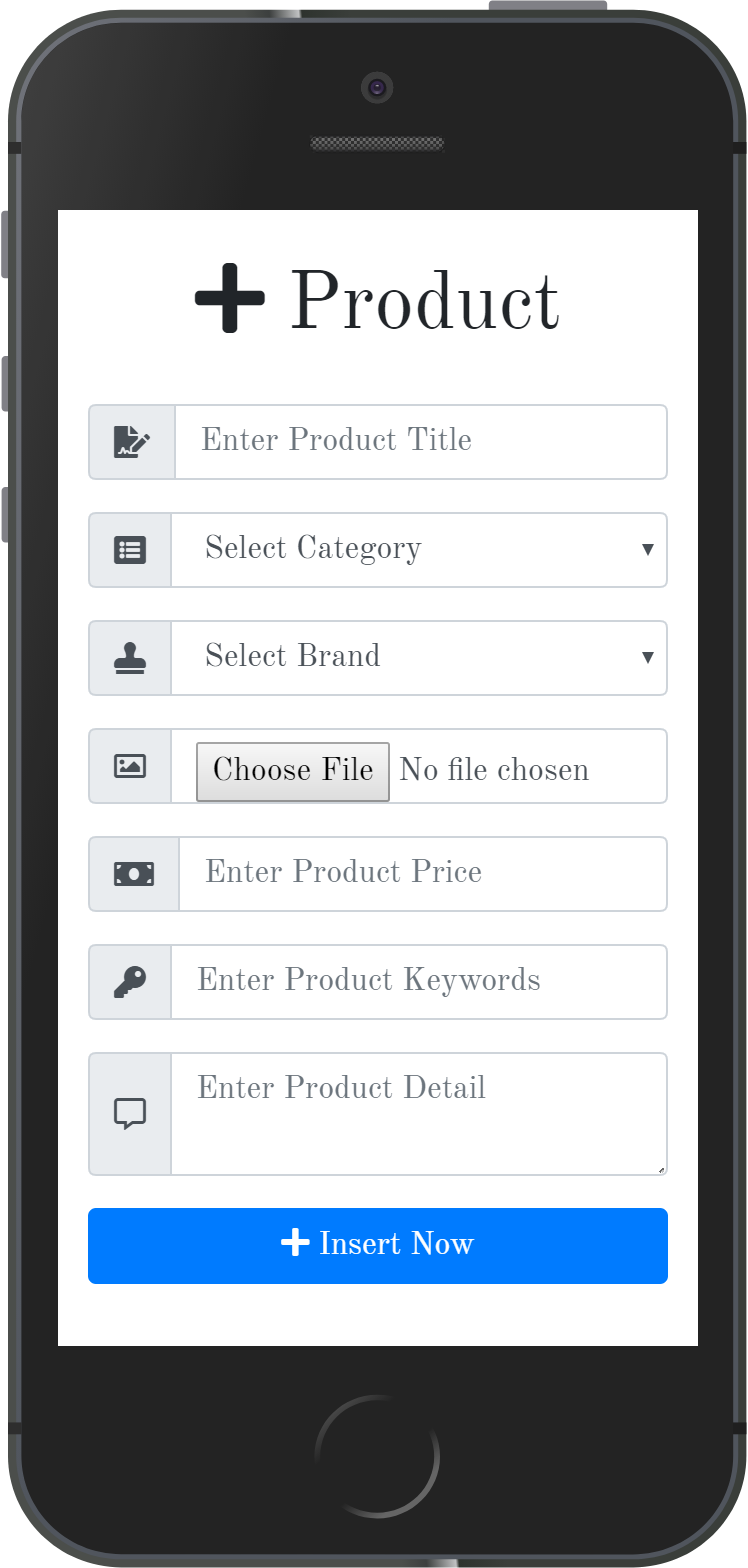 Product
Enter Product Title
Select Category
Select Brand
Choose File No file chosen
Enter Product Price
Enter Product Keywords
Enter Product Detail
Insert Now